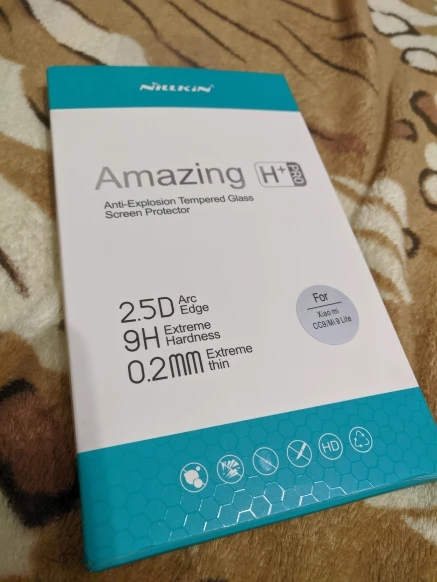 NILLKIN
Amazing H+ PRO
Anti-Explosion Tempered Glass
Screen Protector
2.5D Arc Edge
9H Extreme Hardness
0.2mm Extreme thin
For
Xiao mi
CC9/Mi 9 Lite
HD